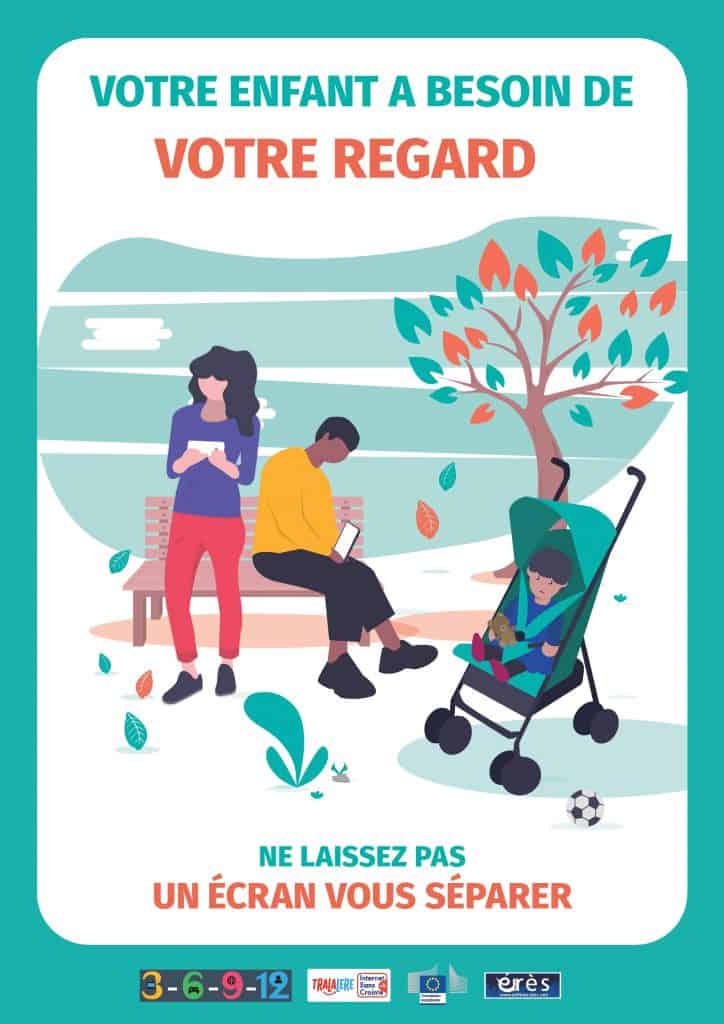 VOTRE ENFANT A BESOIN DE
VOTRE REGARD
NE LAISSEZ PAS
UN ÉCRAN VOUS SÉPARER
3-6-9-12
TRALALERE
Internet
Sans
Crainte
érès